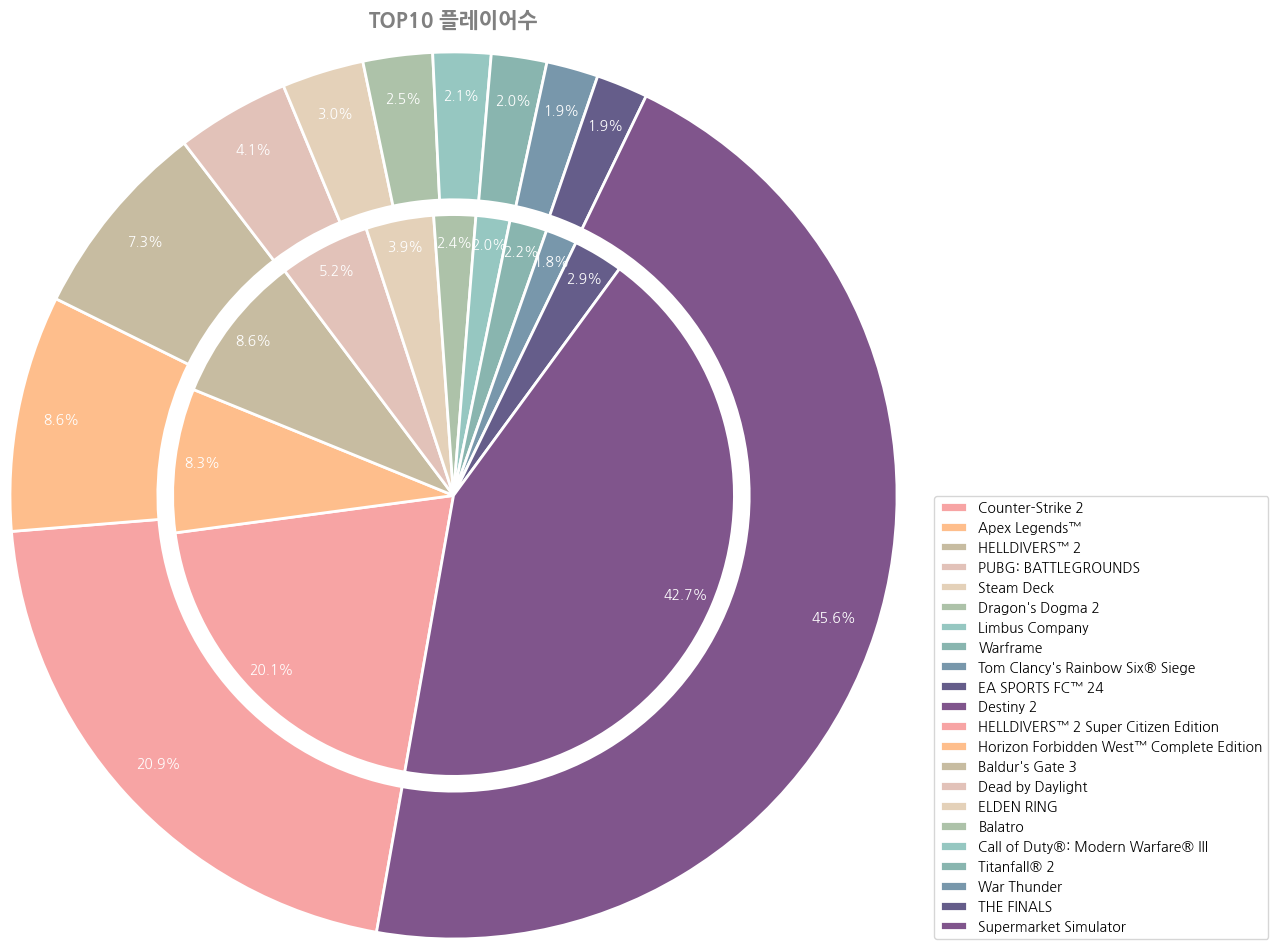 TOP10 플레이어수
3.0%
2.5%
2.1%
2.0%
1.9%
1.9%
4.1%
7.3%
8.6%
20.9%
45.6%
5.2%
3.9%
2.4%
2.0%
2.2%
1.8%
2.9%
8.6%
8.3%
20.1%
42.7%
Counter-Strike 2
Apex Legends™
HELLDIVERS™ 2
PUBG: BATTLEGROUNDS
Steam Deck
Dragon's Dogma 2
Limbus Company
Warframe
Tom Clancy's Rainbow Six® Siege
EA SPORTS FC™ 24
Destiny 2
HELLDIVERS™ 2 Super Citizen Edition
Horizon Forbidden West™ Complete Edition
Baldur's Gate 3
Dead by Daylight
ELDEN RING
Balatro
Call of Duty®: Modern Warfare® III
Titanfall® 2
War Thunder
THE FINALS
Supermarket Simulator